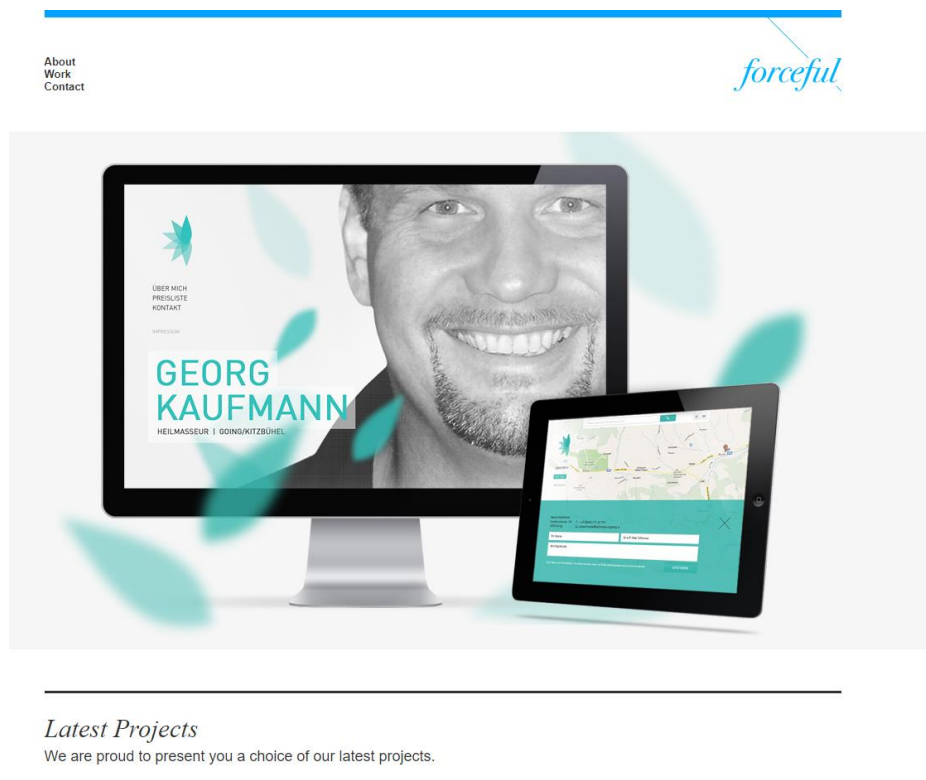 About
Work
Contact
forceful
ÜBER MICH
PREISLISTE
KONTAKT
IMPRESSUM
GEORG
KAUFMANN
HEILMASSEUR | GOING/KITZBÜHEL
Latest Projects
We are proud to present you a choice of our latest projects.